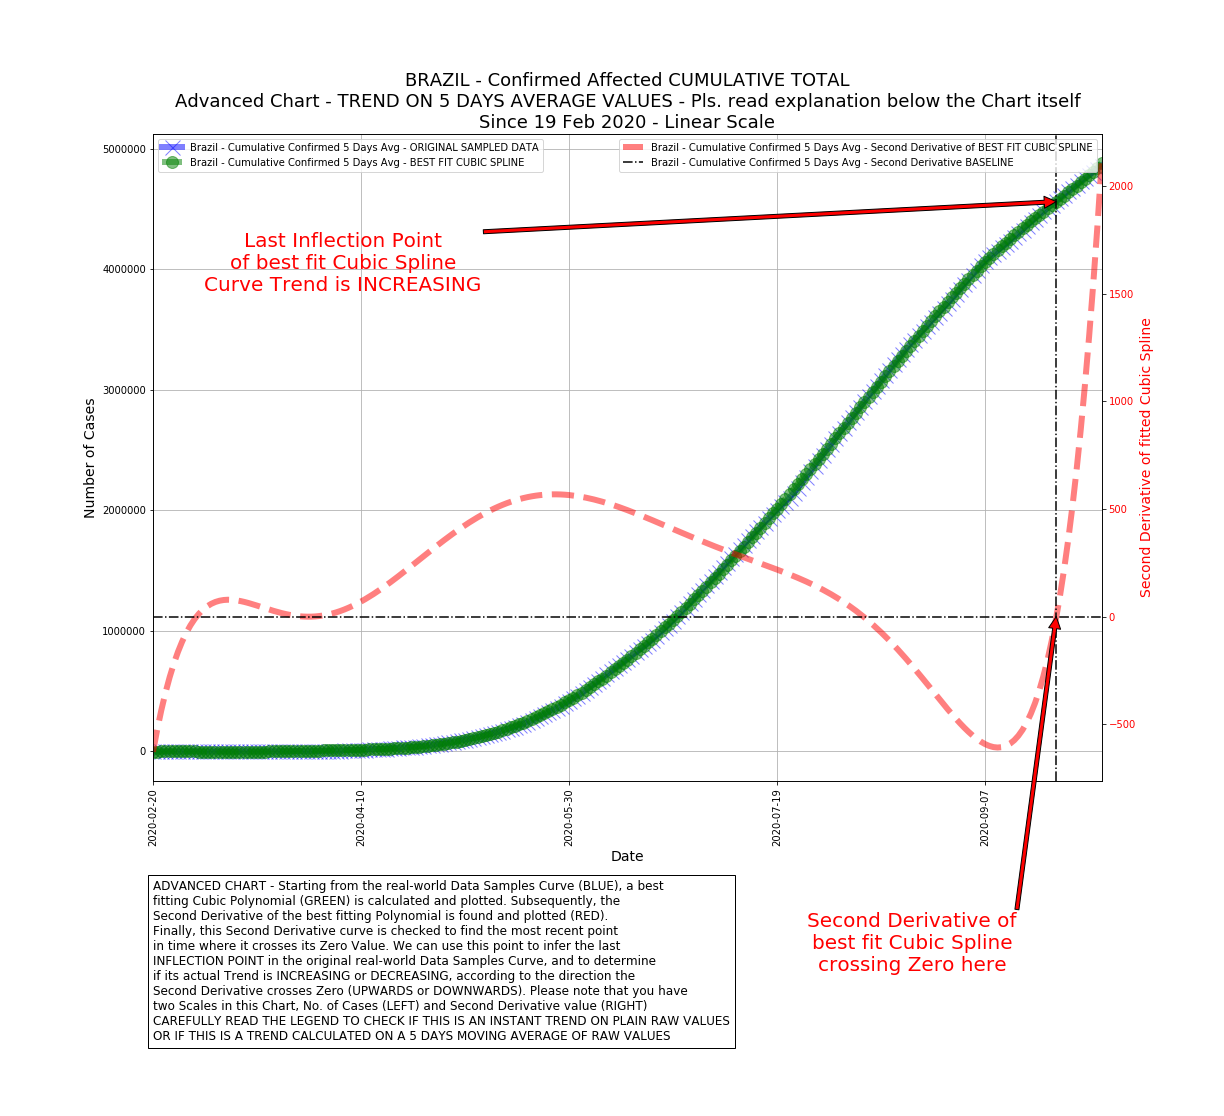 BRAZIL - Confirmed Affected CUMULATIVE TOTAL
Advanced Chart - TREND ON 5 DAYS AVERAGE VALUES - Pls. read explanation below the Chart itself
Since 19 Feb 2020 - Linear Scale
Brazil - Cumulative Confirmed 5 Days Avg - ORIGINAL SAMPLED DATA
Brazil - Cumulative Confirmed 5 Days Avg - BEST FIT CUBIC SPLINE
Brazil - Cumulative Confirmed 5 Days Avg - Second Derivative of BEST FIT CUBIC SPLINE
Brazil - Cumulative Confirmed 5 Days Avg - Second Derivative BASELINE
Last Inflection Point
of best fit Cubic Spline
Curve Trend is INCREASING
Number of Cases
5000000
4000000
3000000
2000000
1000000
0
2000
1500
1000
500
0
−500
Second Derivative of fitted Cubic Spline
2020-02-20
2020-04-10
2020-05-30
2020-07-19
2020-09-07
Date
ADVANCED CHART - Starting from the real-world Data Samples Curve (BLUE), a best
fitting Cubic Polynomial (GREEN) is calculated and plotted. Subsequently, the
Second Derivative of the best fitting Polynomial is found and plotted (RED).
Finally, this Second Derivative curve is checked to find the most recent point
in time where it crosses its Zero Value. We can use this point to infer the last
INFLECTION POINT in the original real-world Data Samples Curve, and to determine
if its actual Trend is INCREASING or DECREASING, according to the direction the
Second Derivative crosses Zero (UPWARDS or DOWNWARDS). Please note that you have
two Scales in this Chart, No. of Cases (LEFT) and Second Derivative value (RIGHT)
CAREFULLY READ THE LEGEND TO CHECK IF THIS IS AN INSTANT TREND ON PLAIN RAW VALUES
OR IF THIS IS A TREND CALCULATED ON A 5 DAYS MOVING AVERAGE OF RAW VALUES
Second Derivative of
best fit Cubic Spline
crossing Zero here